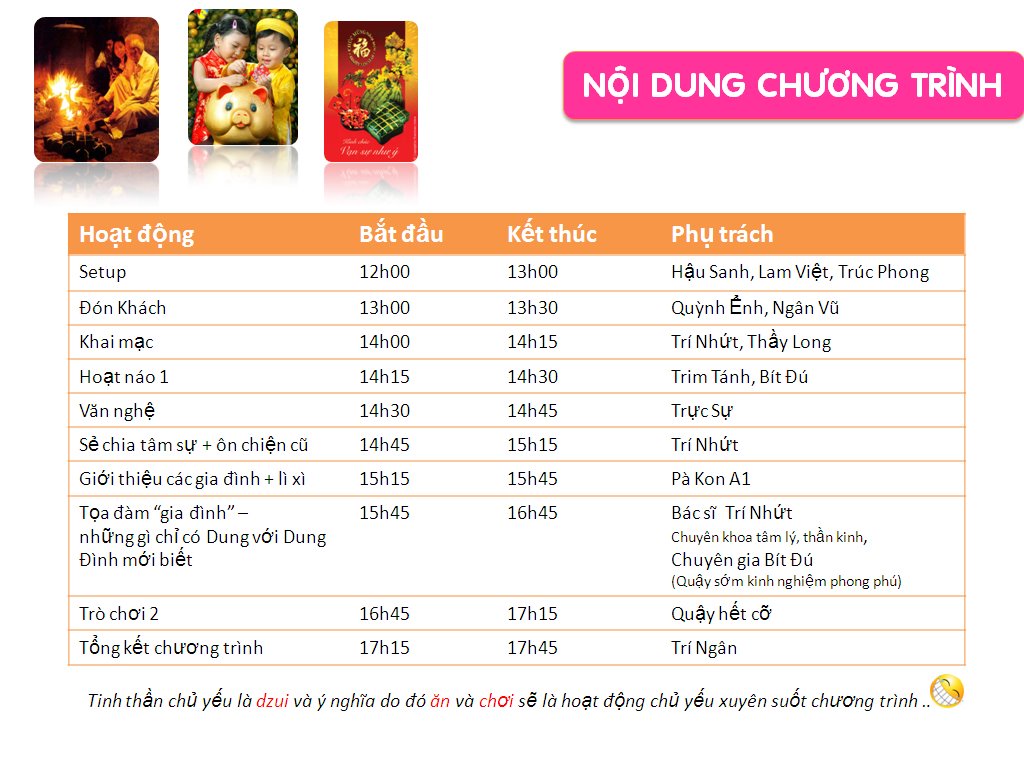 NỘI DUNG CHƯƠNG TRÌNH
福
Kính chúc
Vạn sự như ý
Hoạt động Bắt đầu Kết thúc Phụ trách
Setup 12h00 13h00 Hậu Sanh, Lam Việt, Trúc Phong
Đón Khách 13h00 13h30 Quỳnh Ểnh, Ngân Vũ
Khai mạc 14h00 14h15 Trí Nhứt, Thầy Long
Hoạt náo 1 14h15 14h30 Trim Tánh, Bít Đú
Văn nghệ 14h30 14h45 Trực Sự
Sẻ chia tâm sự + ôn chiện cũ 14h45 15h15 Trí Nhứt
Giới thiệu các gia đình + lì xì 15h15 15h45 Pà Kon A1
Tọa đàm “gia đình” – 15h45 16h45 Bác sĩ Trí Nhứt
những gì chỉ có Dung với Dung Chuyên khoa tâm lý, thần kinh,
Đình mới biết Chuyên gia Bít Đú
(Quậy sớm kinh nghiệm phong phú)
Trò chơi 2 16h45 17h15 Quậy hết cỡ
Tổng kết chương trình 17h15 17h45 Trí Ngân
Tinh thần chủ yếu là dzui và ý nghĩa do đó ăn và chơi sẽ là hoạt động chủ yếu xuyên suốt chương trình ..